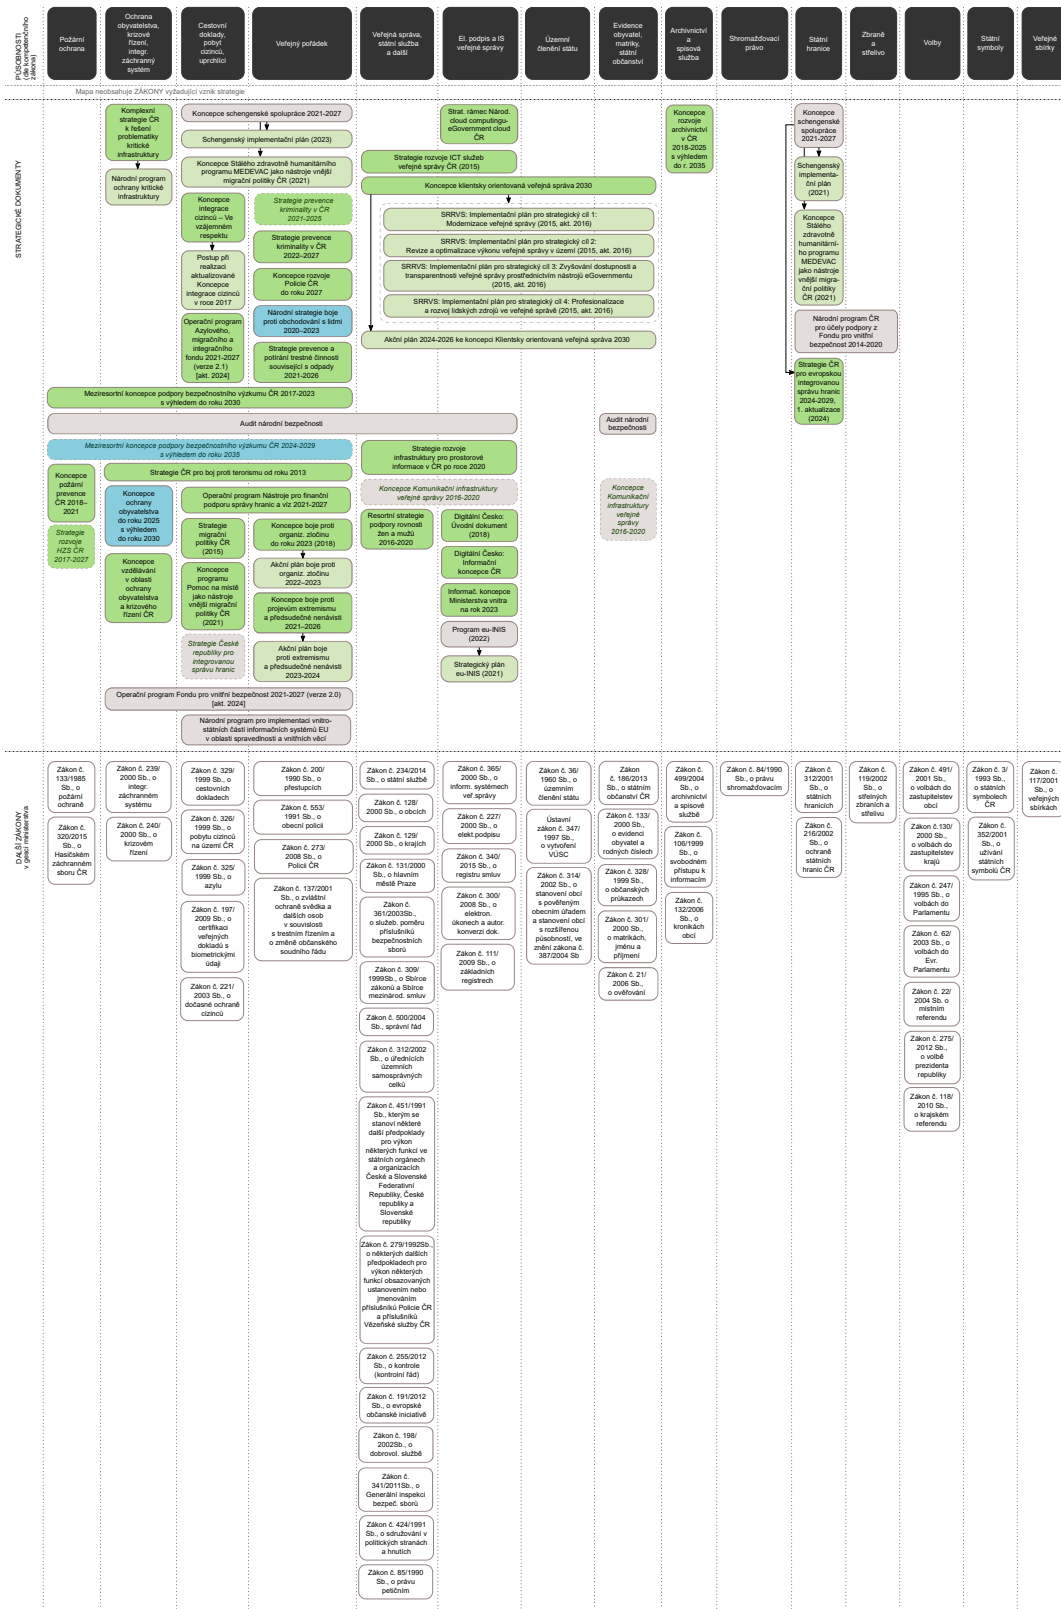 PŮSOBNOSTI
(dle kompetenčního
zákona)
Požární
ochrana
Ochrana
obyvatelstva,
krizové
řízení,
integr.
záchranný
systém
Cestovní
doklady,
pobyt
cizinců,
uprchlíci
Veřejný pořádek
Veřejná správa,
státní služba
a další
El. podpis a IS
veřejné správy
Územní
členění státu
Evidence
obyvatel,
matriky,
státní
občanství
Archivnictví
a
spisová
služba
Shromažďovací
právo
Státní
hranice
Zbraně
a
střelivo
Volby
Státní
symboly
Veřejné
sbírky
Mapa neobsahuje ZÁKONY vyžadující vznik strategie
STRATEGICKÉ DOKUMENTY
Komplexní
strategie ČR
k řešení
problematiky
kritické
infrastruktury
Národní program
ochrany kritické
infrastruktury
Koncepce schengenské spolupráce 2021-2027
Schengenský implementační plán (2023)
Koncepce Stálého zdravotně humanitárního
programu MEDEVAC jako nástroje vnější
migrační politiky ČR (2021)
Koncepce
integrace
cizinců – Ve
vzájemném
respektu
Postup při
realizaci
aktualizované
Koncepce
integrace cizinců
v roce 2017
Operační program
Azylového,
migračního a
integračního
fondu 2021-2027
(verze 2.1)
[akt. 2024]
Strategie prevence
kriminality v ČR
2021-2025
Strategie prevence
kriminality v ČR
2022–2027
Koncepce rozvoje
Policie ČR
do roku 2027
Národní strategie boje
proti obchodování s lidmi
2020–2023
Strategie prevence a
potírání trestné činnosti
související s odpady
2021-2026
Strat. rámec Národ.
cloud computingu-
eGovernment cloud
ČR
Strategie rozvoje ICT služeb
veřejné správy ČR (2015)
Koncepce klientsky orientovaná veřejná správa 2030
SRRVS: Implementační plán pro strategický cíl 1:
Modernizace veřejné správy (2015, akt. 2016)
SRRVS: Implementační plán pro strategický cíl 2:
Revize a optimalizace výkonu veřejné správy v území (2015, akt. 2016)
SRRVS: Implementační plán pro strategický cíl 3: Zvyšování dostupnosti a
transparentnosti veřejné správy prostřednictvím nástrojů eGovernmentu
(2015, akt. 2016)
SRRVS: Implementační plán pro strategický cíl 4: Profesionalizace
a rozvoj lidských zdrojů ve veřejné správě (2015, akt. 2016)
Akční plán 2024-2026 ke koncepci Klientsky orientovaná veřejná správa 2030
Koncepce
rozvoje
archivnictví
v ČR
2018-2025
s výhledem
do r. 2035
Koncepce
schengenské
spolupráce
2021-2027
Schengenský
implementa-
ční plán
(2021)
Koncepce
Stálého
zdravotně
humanitární-
ho programu
MEDEVAC
jako nástroje
vnější migra-
ční politiky
ČR (2021)
Národní program ČR
pro účely podpory z
Fondu pro vnitřní
bezpečnost 2014-2020
Strategie ČR
pro evropskou
integrovanou
správu hranic
2024-2029,
1. aktualizace
(2024)
Meziresortní koncepce podpory bezpečnostního výzkumu ČR 2017-2023
s výhledem do roku 2030
Audit národní bezpečnosti
Audit národní
bezpečnosti
Meziresortní koncepce podpory bezpečnostního výzkumu ČR 2024-2029
s výhledem do roku 2035
Strategie rozvoje
infrastruktury pro prostorové
informace v ČR po roce 2020
Koncepce
požární
prevence
ČR 2018–
2021
Strategie
rozvoje
HZS ČR
2017-2027
Strategie ČR pro boj proti terorismu od roku 2013
Koncepce
ochrany
obyvatelstva
do roku 2025
s výhledem
do roku 2030
Koncepce
vzdělávání
v oblasti
ochrany
obyvatelstva
a krizového
řízení ČR
Operační program Nástroje pro finanční
podporu správy hranic a víz 2021-2027
Strategie
migrační
politiky ČR
(2015)
Koncepce
programu
Pomoc na místě
jako nástroje
vnější migrační
politiky ČR
(2021)
Strategie České
republiky pro
integrovanou
správu hranic
Koncepce boje proti
organiz. zločinu
do roku 2023 (2018)
Akční plán boje proti
organiz. zločinu
2022–2023
Koncepce boje proti
projevům extremismu
a předsudečné nenávisti
2021–2026
Akční plán boje
proti extremismu
a předsudečné nenávisti
2023-2024
Koncepce Komunikační infrastruktury
veřejné správy 2016-2020
Resortní strategie
podpory rovnosti
žen a mužů
2016-2020
Digitální Česko:
Úvodní dokument
(2018)
Digitální Česko:
Informační
koncepce ČR
Informač. koncepce
Ministerstva vnitra
na rok 2023
Program eu-INIS
(2022)
Strategický plán
eu-INIS (2021)
Koncepce
Komunikační
infrastruktury
veřejné
správy
2016-2020
Operační program Fondu pro vnitřní bezpečnost 2021-2027 (verze 2.0)
[akt. 2024]
Národní program pro implementaci vnitro-
státních částí informačních systémů EU
v oblasti spravedlnosti a vnitřních věcí
DALŠÍ ZÁKONY
v gesci ministerstva
Zákon č.
133/1985
Sb., o
požární
ochraně
Zákon č.
320/2015
Sb., o
Hasičském
záchranném
sboru ČR
Zákon č. 239/
2000 Sb., o
integr.
záchranném
systému
Zákon č. 240/
2000 Sb., o
krizovém
řízení
Zákon č. 329/
1999 Sb., o
cestovních
dokladech
Zákon č. 326/
1999 Sb., o
pobytu cizinců
na území ČR
Zákon č. 325/
1999 Sb., o
azylu
Zákon č. 197/
2009 Sb., o
certifikaci
veřejných
dokladů s
biometrickými
údaji
Zákon č. 221/
2003 Sb., o
dočasné ochraně
cizinců
Zákon č. 200/
1990 Sb., o
přestupcích
Zákon č. 553/
1991 Sb., o
obecní policii
Zákon č. 273/
2008 Sb., o
Policii ČR
Zákon č. 137/2001
Sb., o zvláštní
ochraně svědka a
dalších osob
v souvislosti
s trestním řízením a
o změně občanského
soudního řádu
Zákon č. 234/2014
Sb., o státní službě
Zákon č. 128/
2000 Sb., o obcích
Zákon č. 129/
2000 Sb., o krajích
Zákon č. 131/2000
Sb., o hlavním
městě Praze
Zákon č.
361/2003Sb.,
o služeb. poměru
příslušníků
bezpečnostních
sborů
Zákon č. 309/
1999Sb., o Sbírce
zákonů a Sbírce
mezinárod. smluv
Zákon č. 500/2004
Sb., správní řád
Zákon č. 312/2002
Sb., o úřednících
územních
samosprávných
celků
Zákon č. 451/1991
Sb., kterým se
stanoví některé
další předpoklady
pro výkon
některých funkcí ve
státních orgánech
a organizacích
České a Slovenské
Federativní
Republiky, České
republiky a
Slovenské
republiky
Zákon č. 279/1992Sb.,
o některých dalších
předpokladech pro
výkon některých
funkcí obsazovaných
ustanovením nebo
jmenováním
příslušníků Policie ČR
a příslušníků
Vězeňské služby ČR
Zákon č. 255/2012
Sb., o kontrole
(kontrolní řád)
Zákon č. 191/2012
Sb., o evropské
občanské iniciativě
Zákon č. 198/
2002Sb., o
dobrovol. službě
Zákon č.
341/2011Sb., o
Generální inspekci
bezpeč. sborů
Zákon č. 424/1991
Sb., o sdružování v
politických stranách
a hnutích
Zákon č. 85/1990
Sb., o právu
petičním
Zákon č. 365/
2000 Sb., o
inform. systémech
veř.správy
Zákon č. 227/
2000 Sb., o
elekt.podpisu
Zákon č. 340/
2015 Sb., o
registru smluv
Zákon č. 300/
2008 Sb., o
elektron.
úkonech a autor.
konverzi dok.
Zákon č. 111/
2009 Sb., o
základních
registrech
Zákon č. 36/
1960 Sb., o
územním
členění státu
Ústavní
zákon č. 347/
1997 Sb.,
o vytvoření
VÚSC
Zákon č. 314/
2002 Sb., o
stanovení obcí
s pověřeným
obecním úřadem
a stanovení obcí
s rozšířenou
působností, ve
znění zákona č.
387/2004 Sb
Zákon
č. 186/2013
Sb., o státním
občanství ČR
Zákon č. 133/
2000 Sb., o
evidenci
obyvatel a
rodných číslech
Zákon č. 328/
1999 Sb.,
o občanských
průkazech
Zákon č. 301/
2000 Sb.,
o matrikách,
jménu a
příjmení
Zákon č. 21/
2006 Sb.,
o ověřování
Zákon č.
499/2004
Sb., o
archivnictví
a spisové
službě
Zákon č.
106/1999
Sb., o
svobodném
přístupu k
informacím
Zákon č.
132/2006
Sb., o
kronikách
obcí
Zákon č. 84/1990
Sb., o právu
shromažďovacím
Zákon č.
312/2001
Sb., o
státních
hranicích
Zákon č.
216/2002
Sb., o
ochraně
státních
hranic ČR
Zákon č.
119/2002
Sb., o
střelných
zbraních a
střelivu
Zákon č. 491/
2001 Sb.,
o volbách do
zastupitelstev
obcí
Zákon č.130/
2000 Sb., o
volbách do
zastupitelstev
krajů
Zákon č. 247/
1995 Sb., o
volbách do
Parlamentu
Zákon č. 62/
2003 Sb., o
volbách do
Evr.
Parlamentu
Zákon č. 22/
2004 Sb. o
místním
referendu
Zákon č. 275/
2012 Sb.,
o volbě
prezidenta
republiky
Zákon č. 118/
2010 Sb.,
o krajském
referendu
Zákon č. 3/
1993 Sb.,
o státních
symbolech
ČR
Zákon č.
352/2001
Sb., o
užívání
státních
symbolů ČR
Zákon č.
117/2001
Sb., o
veřejných
sbírkách